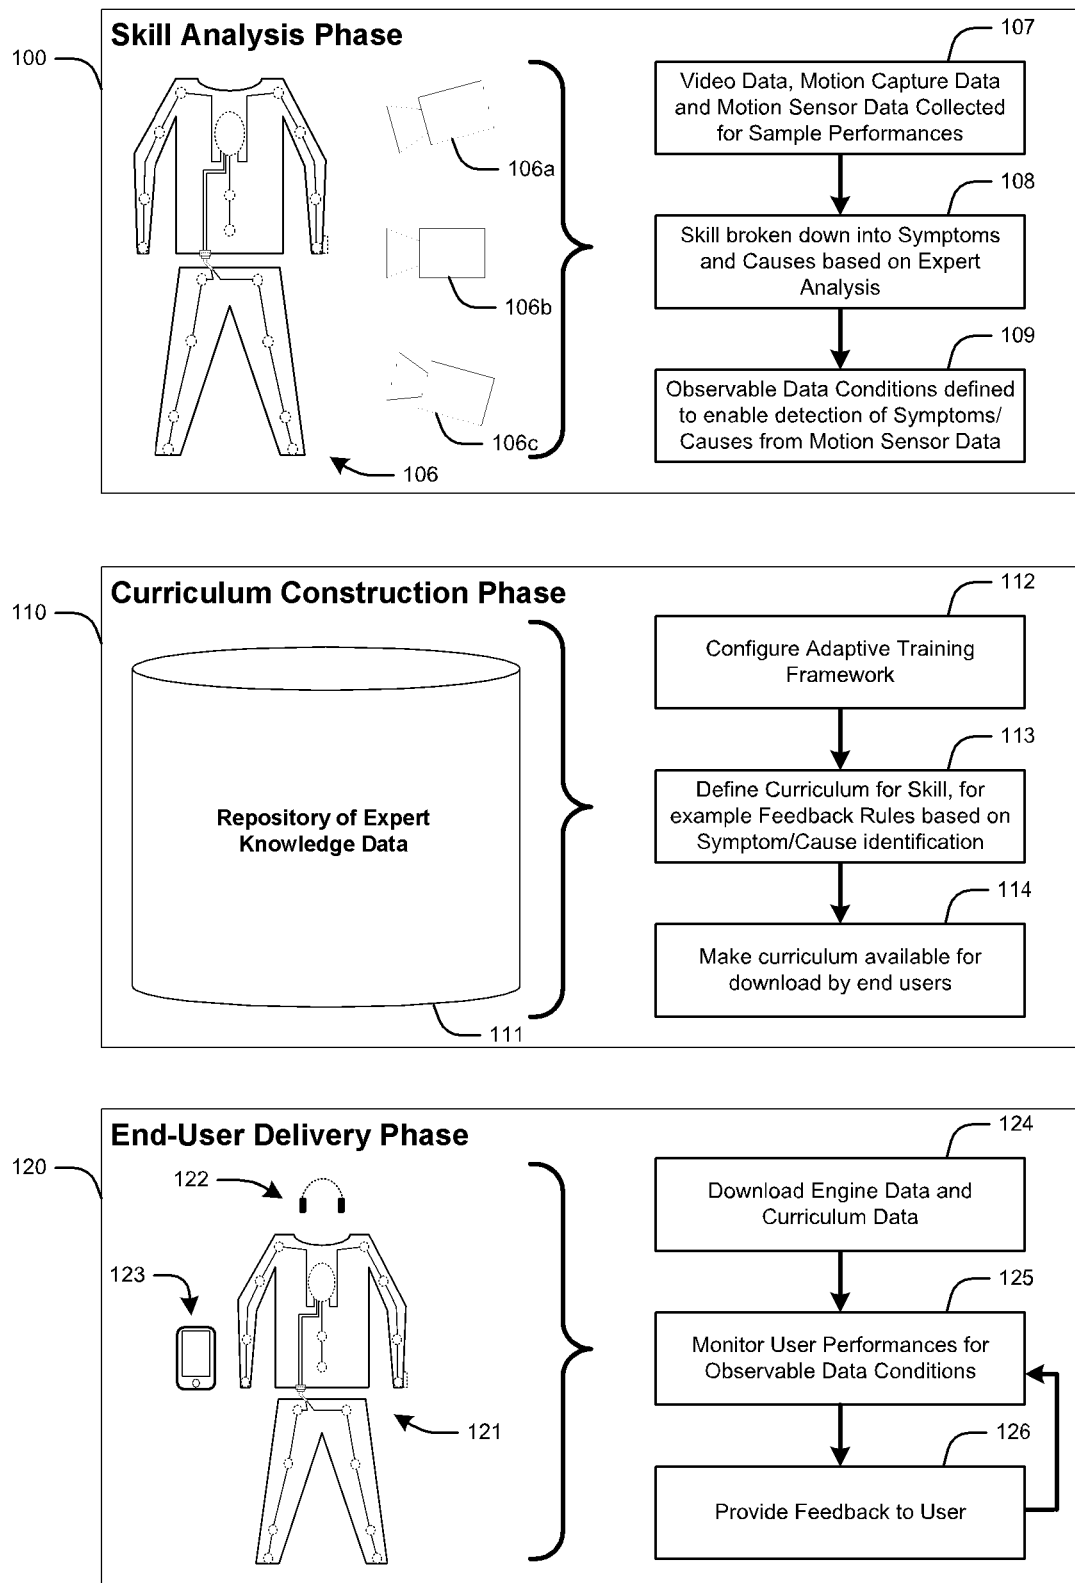 Skill Analysis Phase
100
106a
106b
106c
106
107
Video Data, Motion Capture Data
and Motion Sensor Data Collected
for Sample Performances
108
Skill broken down into Symptoms
and Causes based on Expert
Analysis
109
Observable Data Conditions defined
to enable detection of Symptoms/
Causes from Motion Sensor Data
Curriculum Construction Phase
110
Repository of Expert
Knowledge Data
111
112
Configure Adaptive Training
Framework
113
Define Curriculum for Skill, for
example Feedback Rules based on
Symptom/Cause identification
114
Make curriculum available for
download by end users
End-User Delivery Phase
120
122
123
121
124
Download Engine Data and
Curriculum Data
125
Monitor User Performances for
Observable Data Conditions
126
Provide Feedback to User